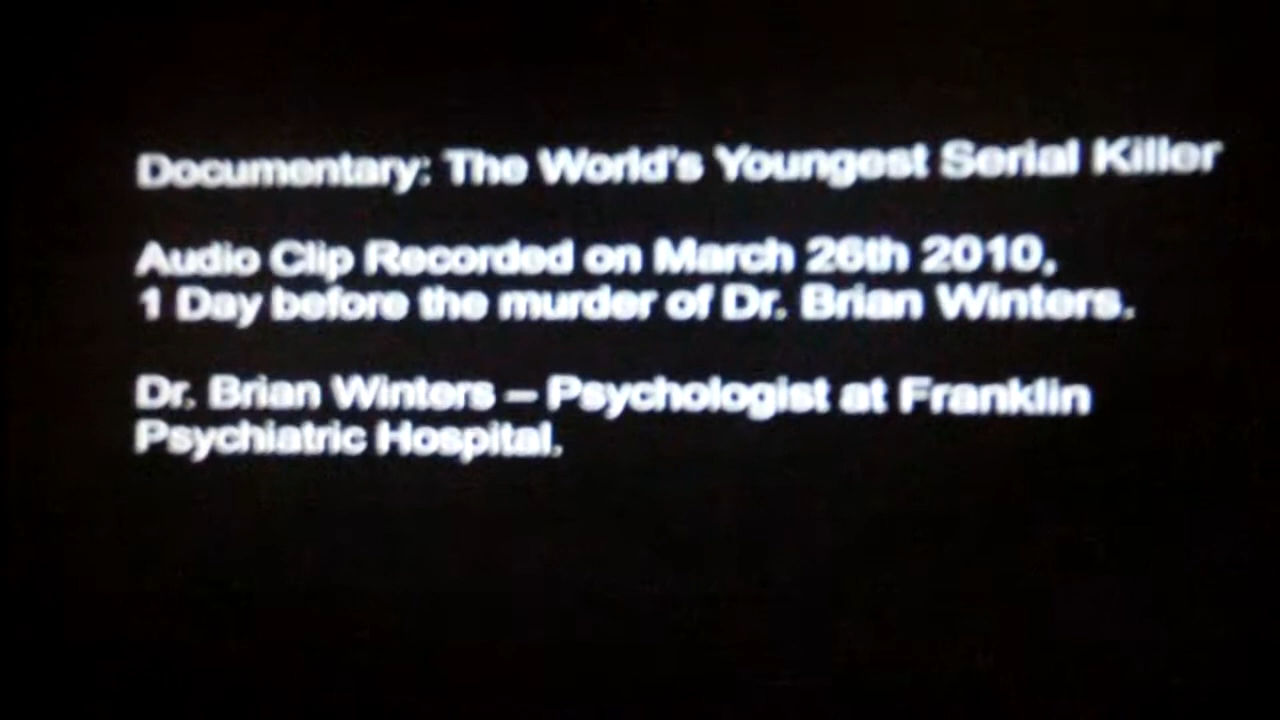 Documentary: The World's Youngest Serial Killer
Audio Clip Recorded on March 26th 2010,
1 Day before the murder of Dr. Brian Winters.
Dr. Brian Winters – Psychologist at Franklin
Psychiatric Hospital.